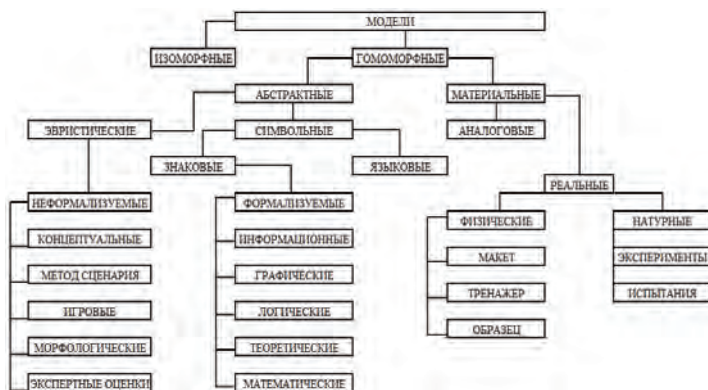 МОДЕЛИ
ИЗОМОРФНЫЕ
ГОМОМОРФНЫЕ
АБСТРАКТНЫЕ
МАТЕРИАЛЬНЫЕ
ЭВРИСТИЧЕСКИЕ
СИМВОЛЬНЫЕ
АНАЛОГОВЫЕ
ЗНАКОВЫЕ
ЯЗЫКОВЫЕ
РЕАЛЬНЫЕ
НЕФОРМАЛИЗУЕМЫЕ
ФОРМАЛИЗУЕМЫЕ
ФИЗИЧЕСКИЕ
НАТУРНЫЕ
КОНЦЕПТУАЛЬНЫЕ
ИНФОРМАЦИОННЫЕ
МАКЕТ
ЭКСПЕРИМЕНТЫ
МЕТОД СЦЕНАРИЯ
ГРАФИЧЕСКИЕ
ТРЕНАЖЕР
ИСПЫТАНИЯ
ИГРОВЫЕ
ЛОГИЧЕСКИЕ
ОБРАЗЕЦ
МОРФОЛОГИЧЕСКИЕ
ТЕОРЕТИЧЕСКИЕ
ЭКСПЕРТНЫЕ ОЦЕНКИ
МАТЕМАТИЧЕСКИЕ